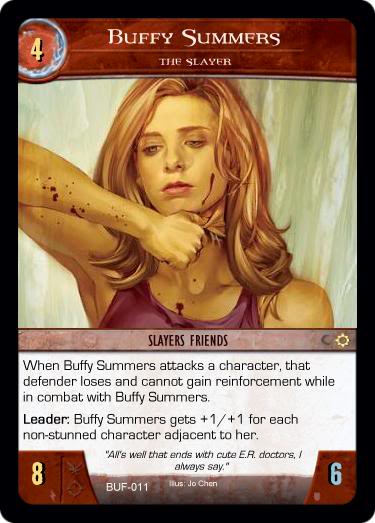 4
Buffy Summers
THE SLAYER
SLAYERS FRIENDS
When Buffy Summers attacks a character, that
defender loses and cannot gain reinforcement while
in combat with Buffy Summers.
Leader: Buffy Summers gets +1/+1 for each
non-stunned character adjacent to her.
"All's well that ends with cute E.R. doctors, I
always say."
8
BUF-011
Illus: Jo Chen
6